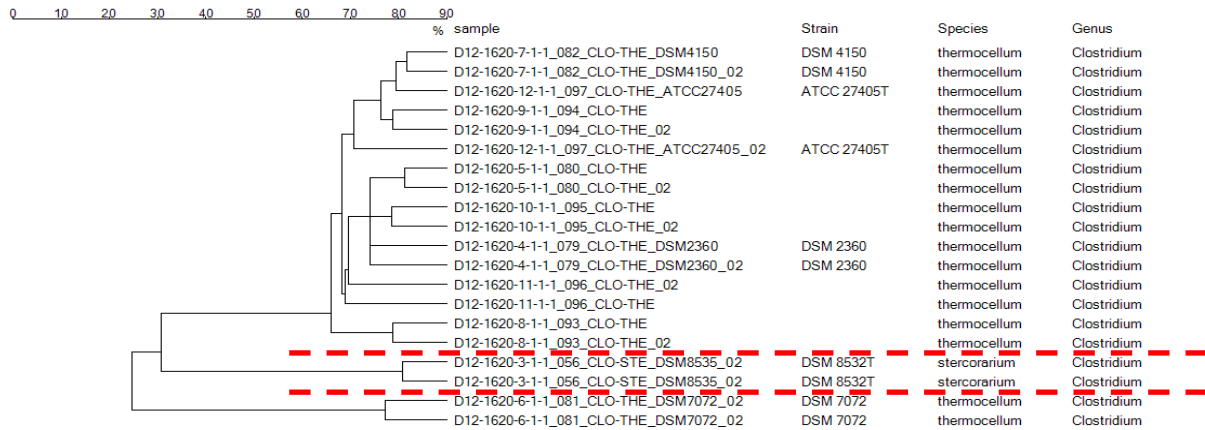 0 10 20 30 40 50 60 70 80 90
% sample Strain Species Genus
D12-1620-7-1-1_082_CLO-THE_DSM4150 DSM 4150 thermocellum Clostridium
D12-1620-7-1-1_082_CLO-THE_DSM4150_02 DSM 4150 thermocellum Clostridium
D12-1620-12-1-1_097_CLO-THE_ATCC27405 ATCC 27405T thermocellum Clostridium
D12-1620-9-1-1_094_CLO-THE thermocellum Clostridium
D12-1620-9-1-1_094_CLO-THE_02 thermocellum Clostridium
D12-1620-12-1-1_097_CLO-THE_ATCC27405_02 ATCC 27405T thermocellum Clostridium
D12-1620-5-1-1_080_CLO-THE thermocellum Clostridium
D12-1620-5-1-1_080_CLO-THE_02 thermocellum Clostridium
D12-1620-10-1-1_095_CLO-THE thermocellum Clostridium
D12-1620-10-1-1_095_CLO-THE_02 thermocellum Clostridium
D12-1620-4-1-1_079_CLO-THE_DSM2360 DSM 2360 thermocellum Clostridium
D12-1620-4-1-1_079_CLO-THE_DSM2360_02 DSM 2360 thermocellum Clostridium
D12-1620-11-1-1_096_CLO-THE_02 thermocellum Clostridium
D12-1620-11-1-1_096_CLO-THE thermocellum Clostridium
D12-1620-8-1-1_093_CLO-THE thermocellum Clostridium
D12-1620-8-1-1_093_CLO-THE_02 thermocellum Clostridium
D12-1620-3-1-1_056_CLO-STE_DSM8535_02 DSM 8532T stercorarium Clostridium
D12-1620-3-1-1_056_CLO-STE_DSM8535_02 DSM 8532T stercorarium Clostridium
D12-1620-6-1-1_081_CLO-THE_DSM7072_02 DSM 7072 thermocellum Clostridium
D12-1620-6-1-1_081_CLO-THE_DSM7072_02 DSM 7072 thermocellum Clostridium